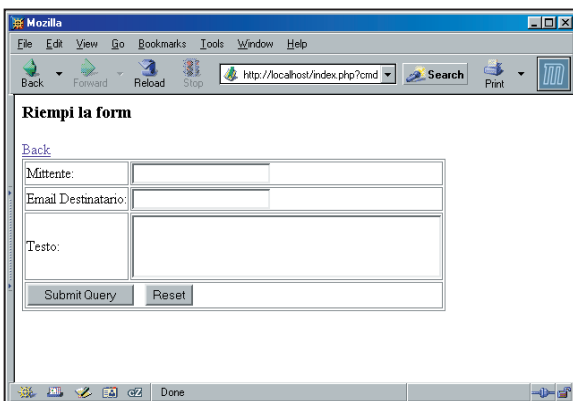 Mozilla
File Edit View Go Bookmarks Tools Window Help
Back Forward Reload Stop http://localhost/index.php?cmd Search Print
Riempi la form
Back
Mittente:
Email Destinatario:
Testo:
Submit Query Reset
Done